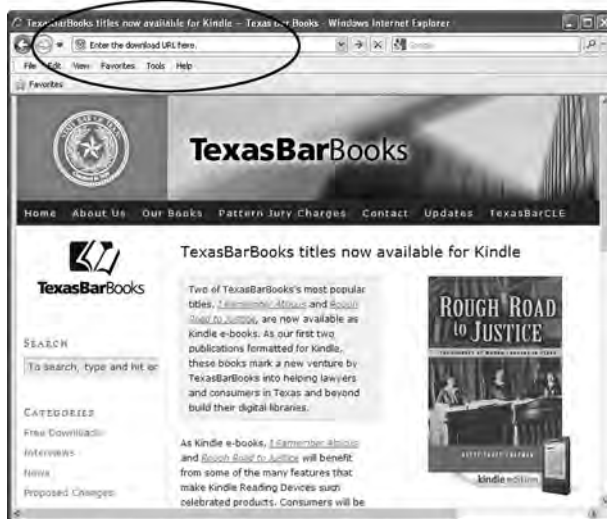 TexasBarBooks titles now available for Kindle – Texas Bar Books - Windows Internet Explorer
Enter the download URL here.
File Edit View Favorites Tools Help
Favorites
TexasBarBooks
Home About Us Our Books Pattern Jury Charges Contact Updates TexasBarCLE
TexasBarBooks
SEARCH
To search, type and hit er
CATEGORIES
Free Downloads
Interviews
News
Proposed Changes
TexasBarBooks titles now available for Kindle
Two of TexasBarBooks's most popular
titles, I Remember Atticus and Rough
Road to Justice, are now available as
Kindle e-books. As our first two
publications formatted for Kindle,
these books mark a new venture by
TexasBarBooks into helping lawyers
and consumers in Texas and beyond
build their digital libraries.
As Kindle e-books, I Remember Atticus
and Rough Road to Justice will benefit
from some of the many features that
make Kindle Reading Devices such
celebrated products. Consumers will be
ROUGH ROAD
to JUSTICE
kindle edition